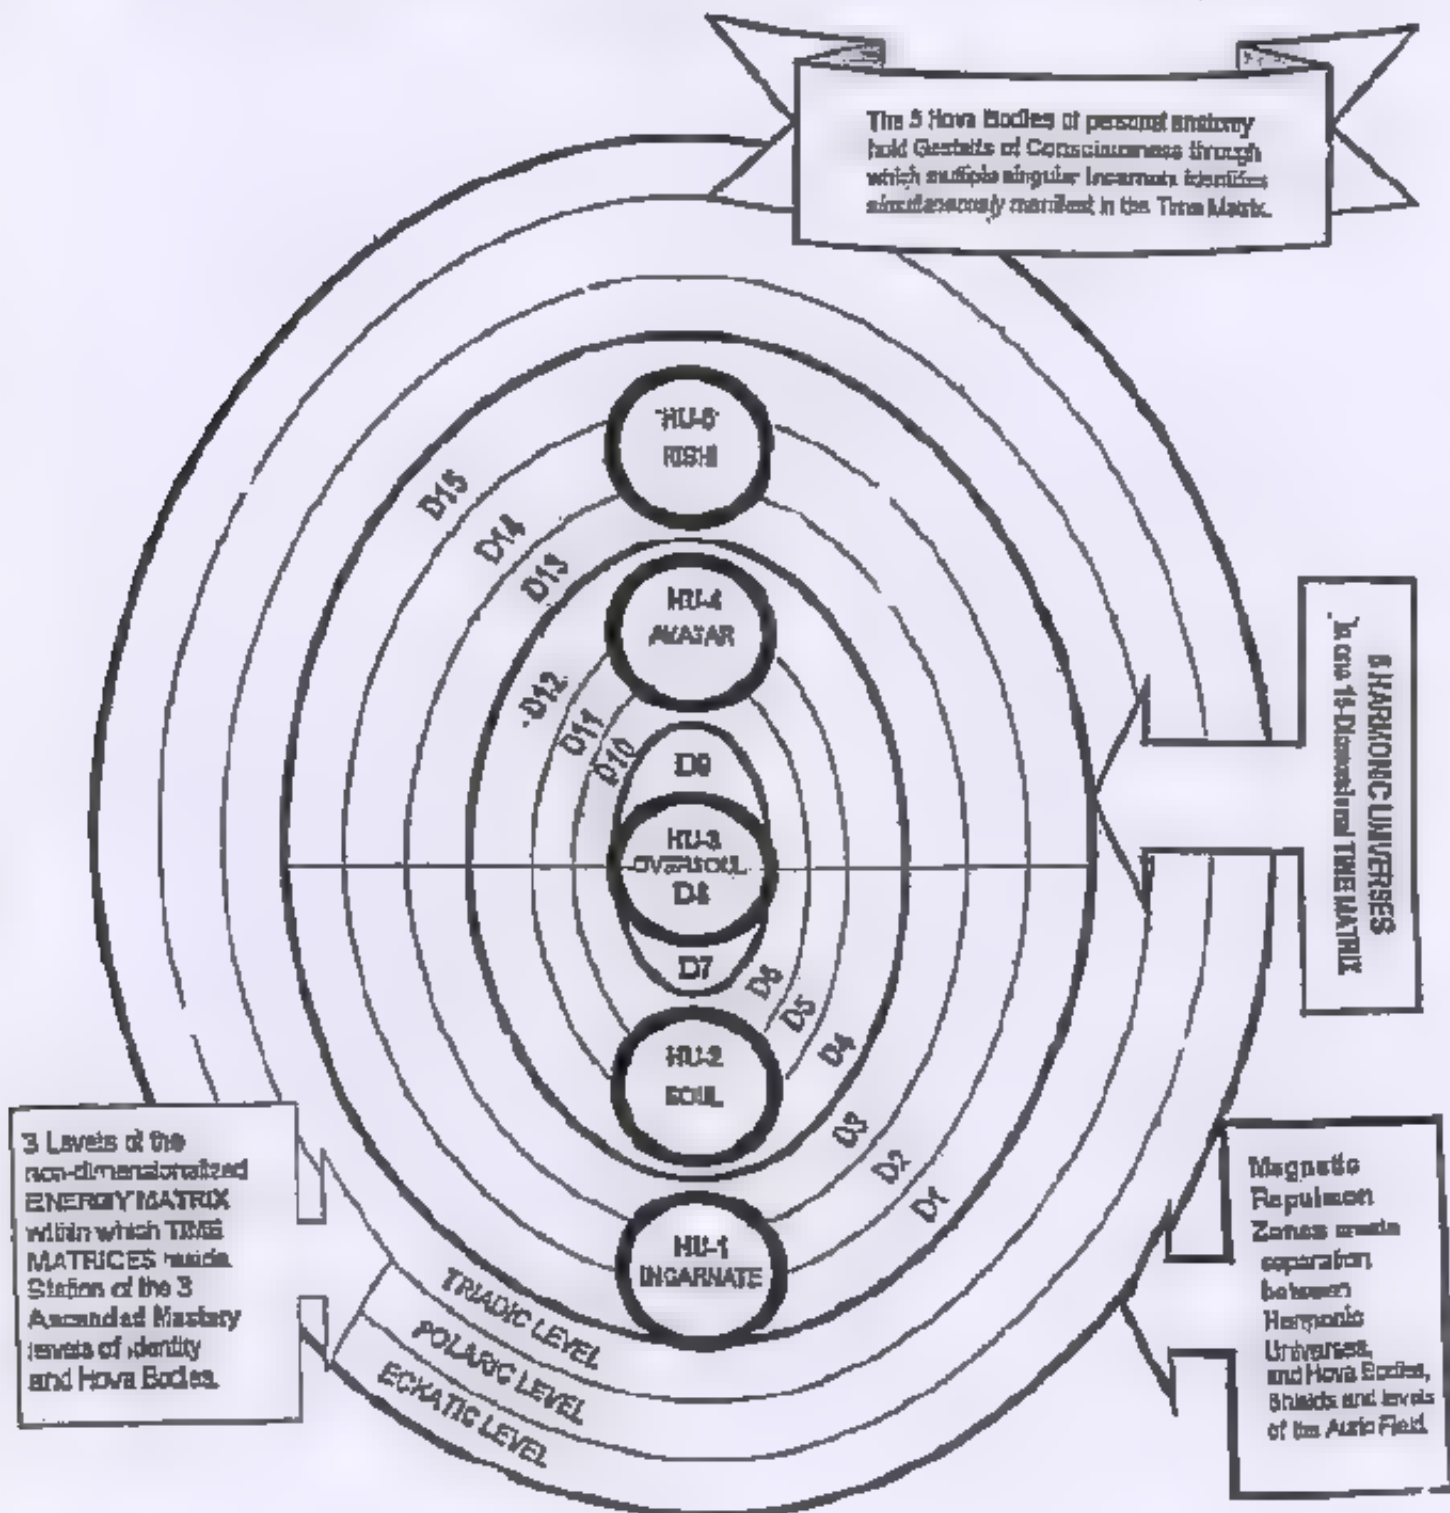 The 5 Hova Bodies of personal anatomy
hold Gestalts of Consciousness through
which multiple singular Incarnate Identities
simultaneously manifest in the Time Matrix.
HU-5
RISHI
D15
D14
D13
HU-4
AVATAR
D12
D11
D10
D9
HU-3
OVERSOUL
D8
D7
D6
D5
D4
HU-2
SOUL
D3
D2
D1
HU-1
INCARNATE
TRIADIC LEVEL
POLARIC LEVEL
ECKATIC LEVEL
5 HARMONIC UNIVERSES
in one 15-Dimensional TIME MATRIX
3 Levels of the
non-dimensionalized
ENERGY MATRIX
within which TIME
MATRICES reside.
Station of the 3
Ascended Mastery
levels of identity
and Hova Bodies.
Magnetic
Repulsion
Zones create
separation
between
Harmonic
Universes,
and Hova Bodies,
Shields and levels
of the Auric Field.